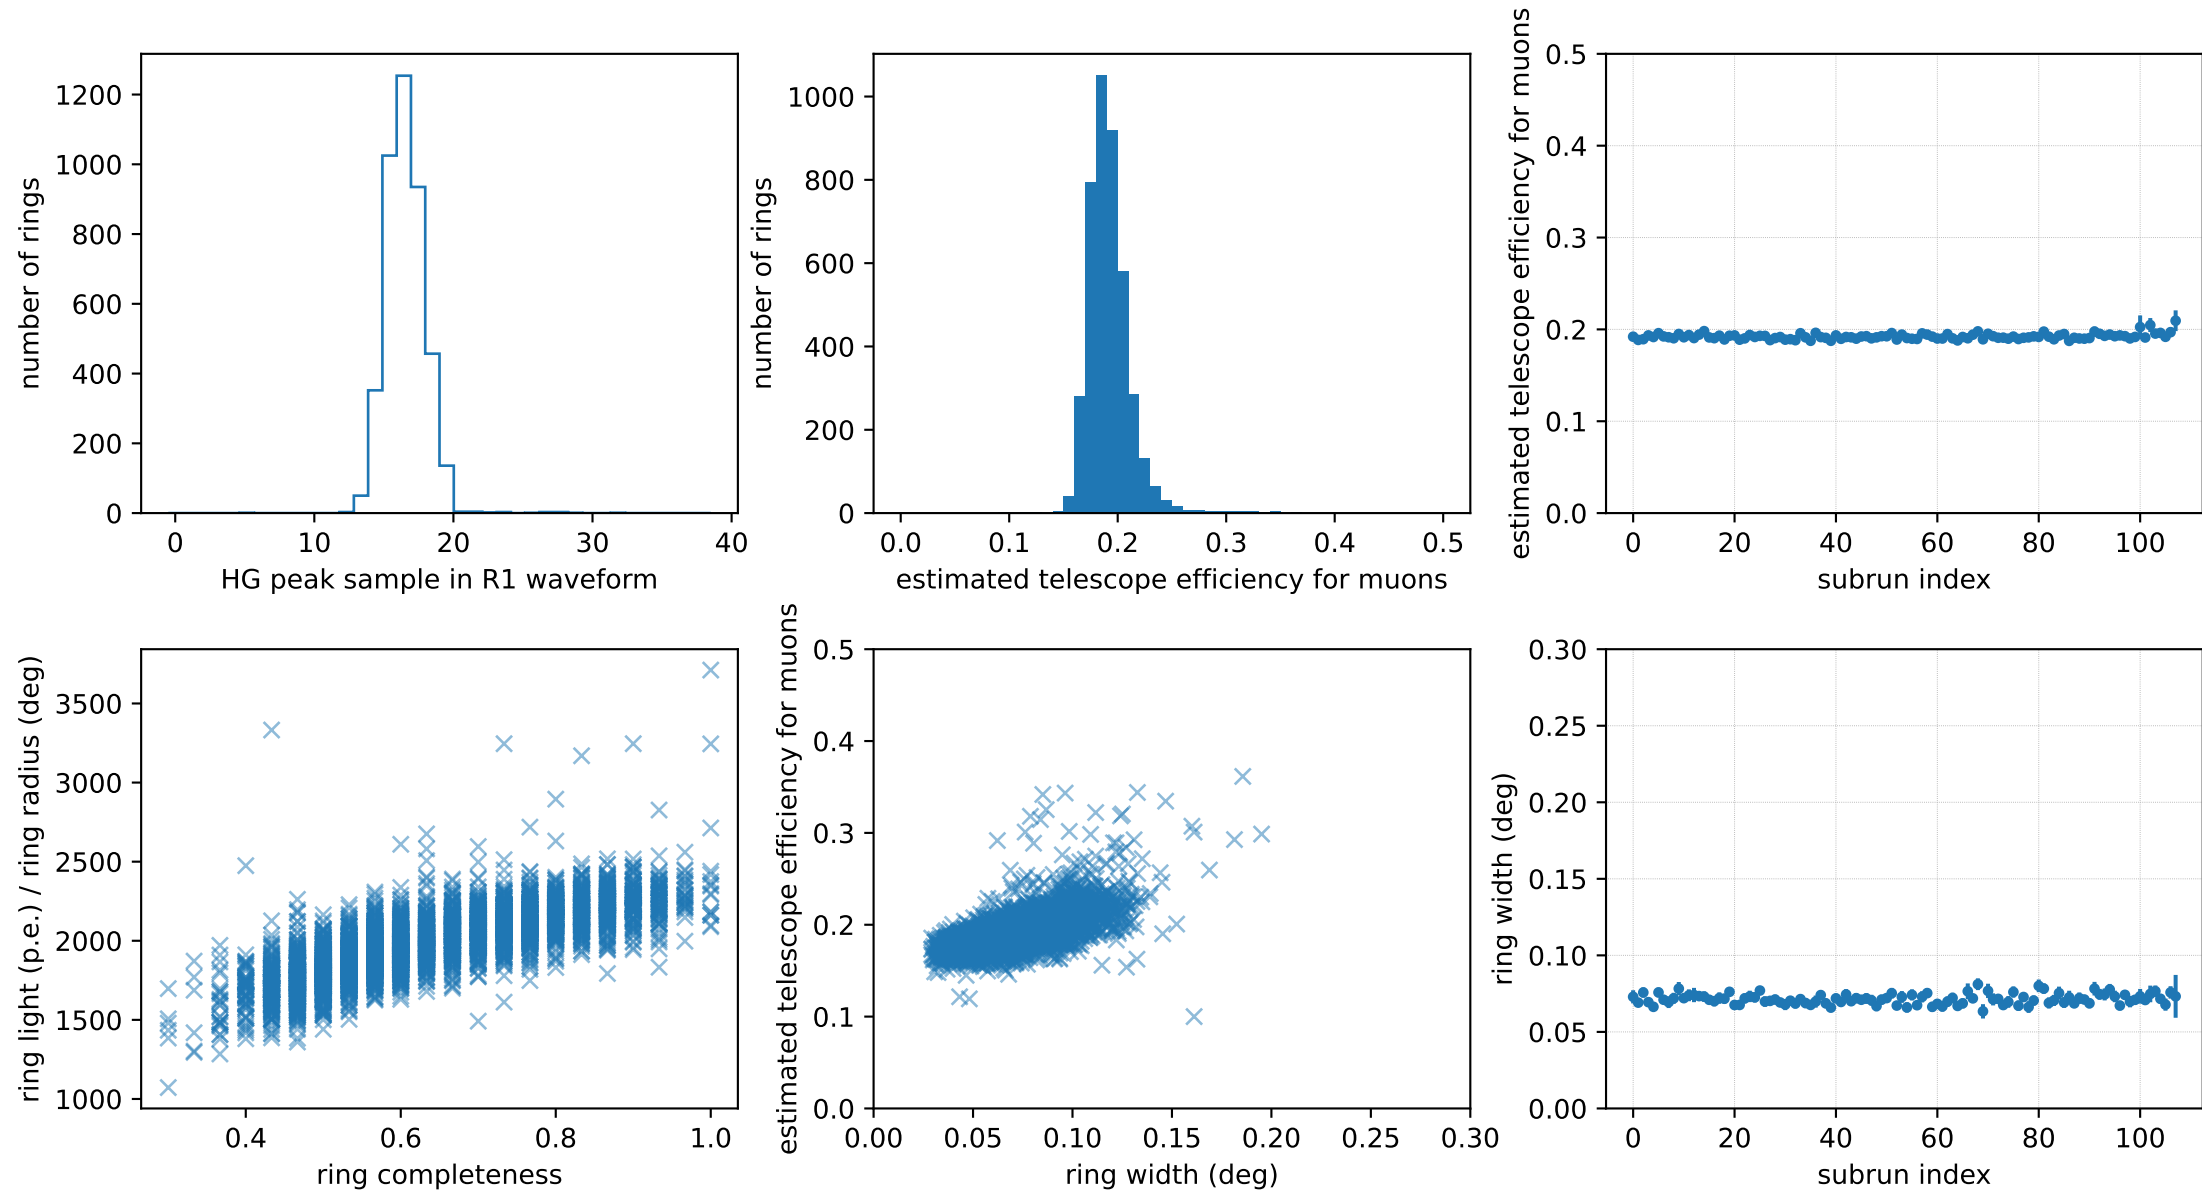 number of rings
1200
1000
800
600
400
200
0
0 10 20 30 40
HG peak sample in R1 waveform
number of rings
1000
800
600
400
200
0
0.0 0.1 0.2 0.3 0.4 0.5
estimated telescope efficiency for muons
estimated telescope efficiency for muons
0.5
0.4
0.3
0.2
0.1
0.0
0 20 40 60 80 100
subrun index
ring light (p.e.) / ring radius (deg)
3500
3000
2500
2000
1500
1000
0.4 0.6 0.8 1.0
ring completeness
estimated telescope efficiency for muons
0.5
0.4
0.3
0.2
0.1
0.0
0.00 0.05 0.10 0.15 0.20 0.25 0.30
ring width (deg)
ring width (deg)
0.30
0.25
0.20
0.15
0.10
0.05
0.00
0 20 40 60 80 100
subrun index